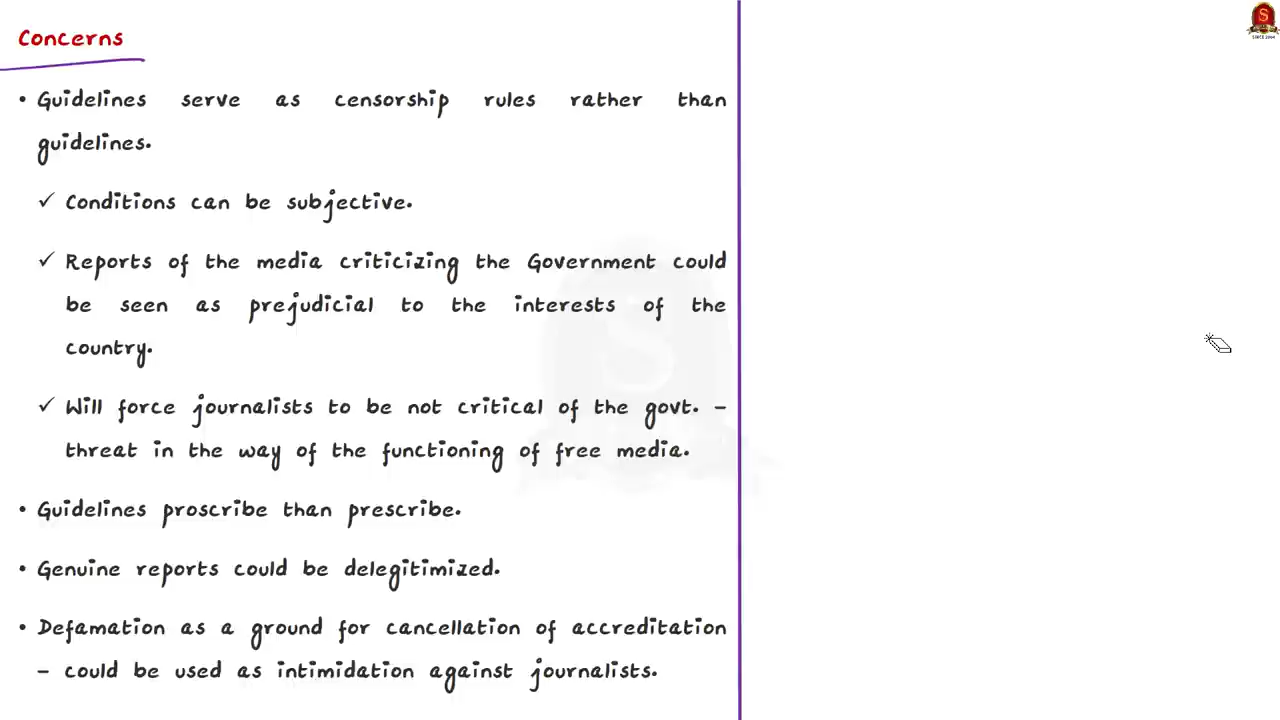 Concerns
• Guidelines serve as censorship rules rather than
guidelines.
✓ Conditions can be subjective.
✓ Reports of the media criticizing the Government could
be seen as prejudicial to the interests of the
country.
✓ Will force journalists to be not critical of the govt. –
threat in the way of the functioning of free media.
• Guidelines proscribe than prescribe.
• Genuine reports could be delegitimized.
• Defamation as a ground for cancellation of accreditation
– could be used as intimidation against journalists.
S
SINCE 2004
S